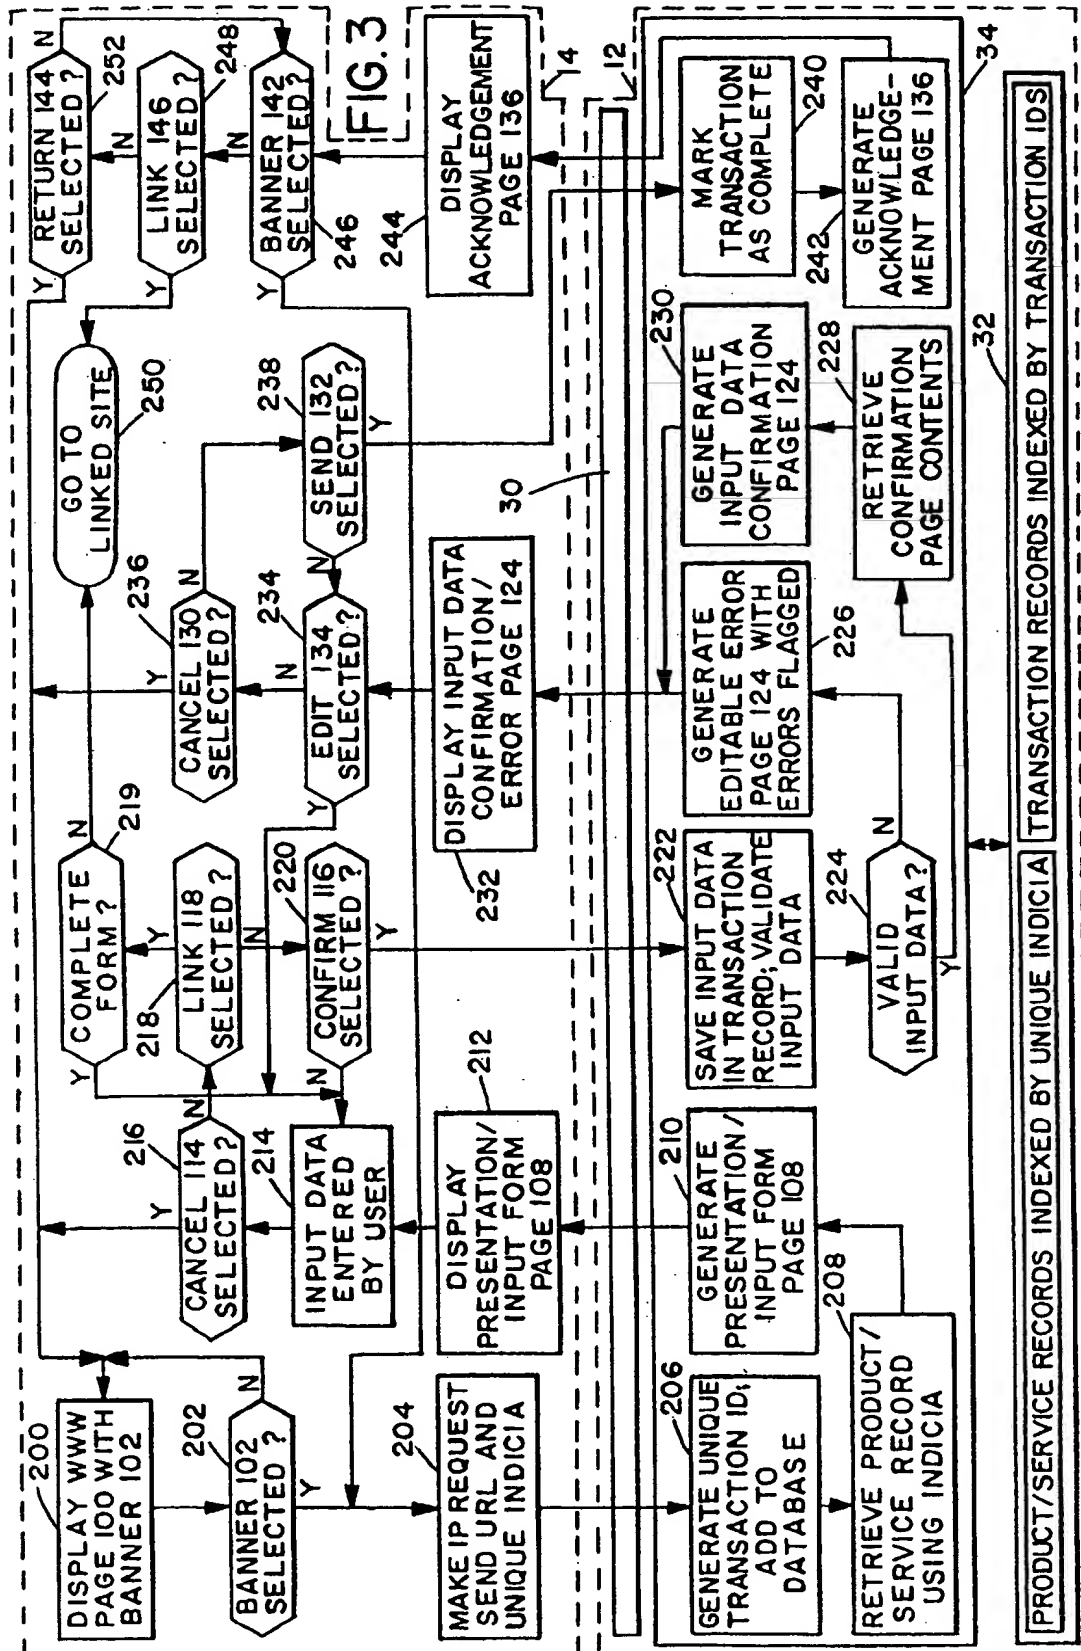 FIG. 3
200
DISPLAY WWW
PAGE 100 WITH
BANNER 102
202
BANNER 102
SELECTED ?
N
Y
204
MAKE IP REQUEST
SEND URL AND
UNIQUE INDICIA
206
GENERATE UNIQUE
TRANSACTION ID;
ADD TO
DATABASE
208
RETRIEVE PRODUCT/
SERVICE RECORD
USING INDICIA
210
GENERATE
PRESENTATION/
INPUT FORM
PAGE 108
212
DISPLAY
PRESENTATION/
INPUT FORM
PAGE 108
214
INPUT DATA
ENTERED
BY USER
216
CANCEL 114
SELECTED?
Y
N
218
LINK 118
SELECTED?
Y
N
219
COMPLETE
FORM ?
Y
N
220
CONFIRM 116
SELECTED?
N
Y
222
SAVE INPUT DATA
IN TRANSACTION
RECORD; VALIDATE
INPUT DATA
224
VALID
INPUT DATA?
N
Y
226
GENERATE
EDITABLE ERROR
PAGE 124 WITH
ERRORS FLAGGED
228
RETRIEVE
CONFIRMATION
PAGE CONTENTS
230
GENERATE
INPUT DATA
CONFIRMATION
PAGE 124
232
DISPLAY INPUT DATA
CONFIRMATION/
ERROR PAGE 124
234
EDIT 134
SELECTED?
Y
N
236
CANCEL 130
SELECTED?
Y
N
238
SEND 132
SELECTED?
N
Y
240
MARK
TRANSACTION
AS COMPLETE
242
GENERATE
ACKNOWLEDGE-
MENT PAGE 136
244
DISPLAY
ACKNOWLEDGEMENT
PAGE 136
246
BANNER 142
SELECTED?
Y
N
248
LINK 146
SELECTED?
Y
N
250
GO TO
LINKED SITE
252
RETURN 144
SELECTED?
Y
N
14
12
30
34
32
PRODUCT/SERVICE RECORDS INDEXED BY UNIQUE INDICIA
TRANSACTION RECORDS INDEXED BY TRANSACTION IDS